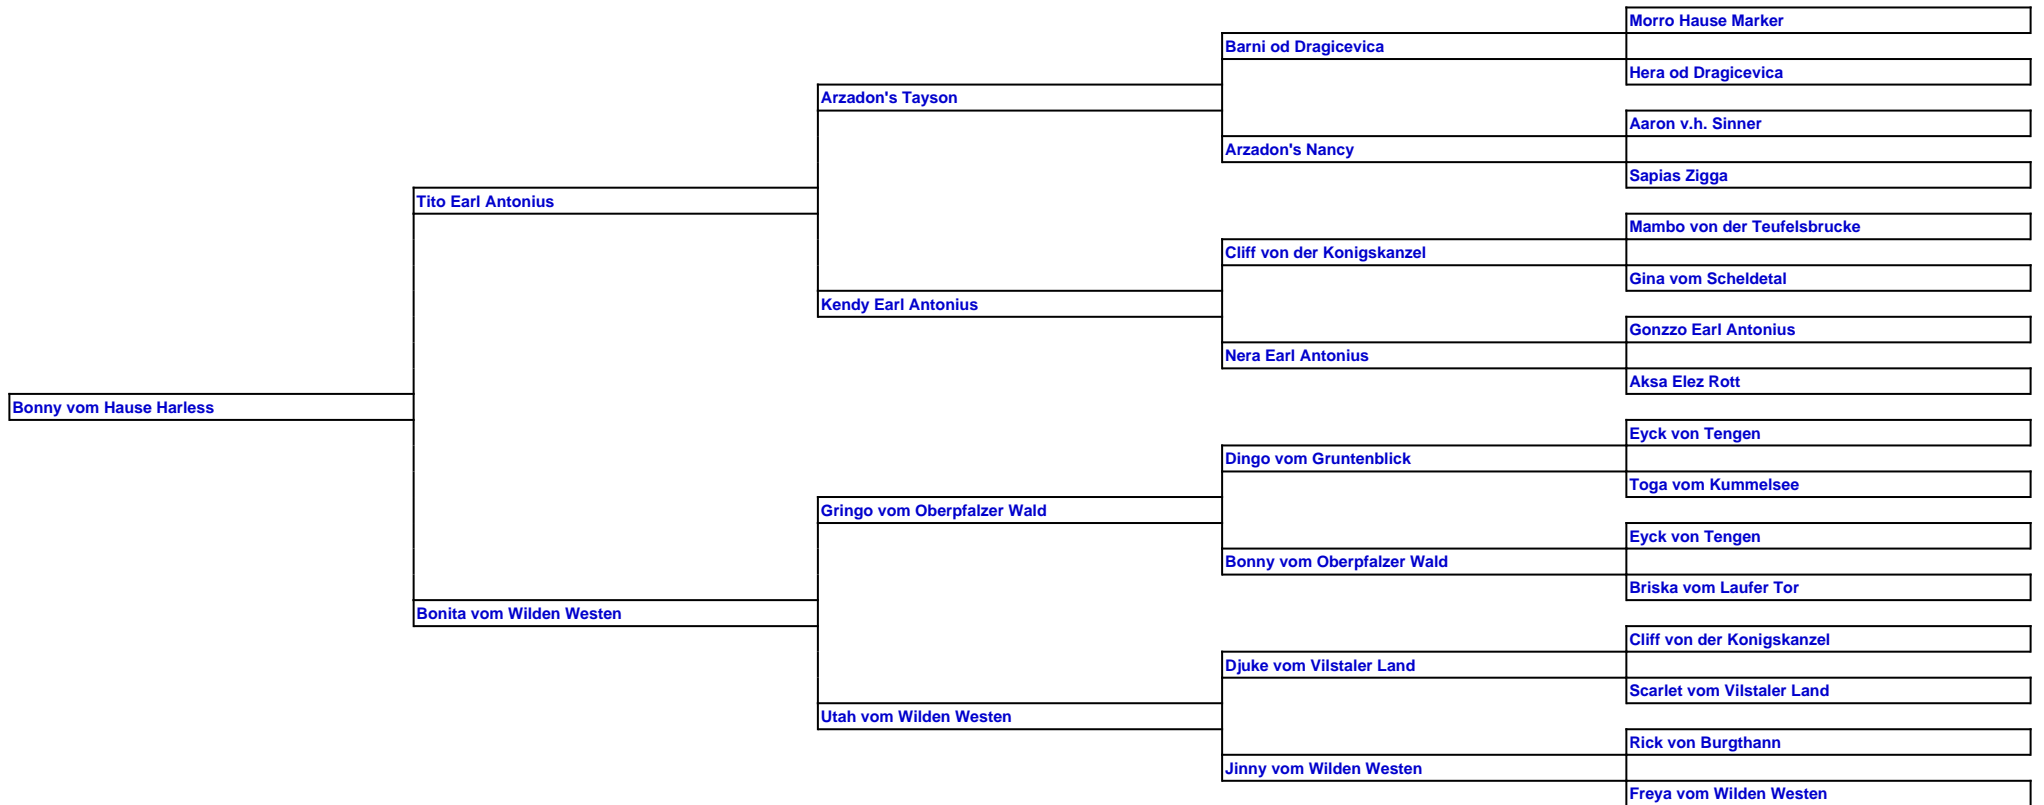 Morro Hause Marker
Barni od Dragicevica
Hera od Dragicevica
Arzadon's Tayson
Aaron v.h. Sinner
Arzadon's Nancy
Sapias Zigga
Tito Earl Antonius
Mambo von der Teufelsbrucke
Cliff von der Konigskanzel
Gina vom Scheldetal
Kendy Earl Antonius
Gonzzo Earl Antonius
Nera Earl Antonius
Aksa Elez Rott
Bonny vom Hause Harless
Eyck von Tengen
Dingo vom Gruntenblick
Toga vom Kummelsee
Gringo vom Oberpfalzer Wald
Eyck von Tengen
Bonny vom Oberpfalzer Wald
Briska vom Laufer Tor
Bonita vom Wilden Westen
Cliff von der Konigskanzel
Djuke vom Vilstaler Land
Scarlet vom Vilstaler Land
Utah vom Wilden Westen
Rick von Burgthann
Jinny vom Wilden Westen
Freya vom Wilden Westen